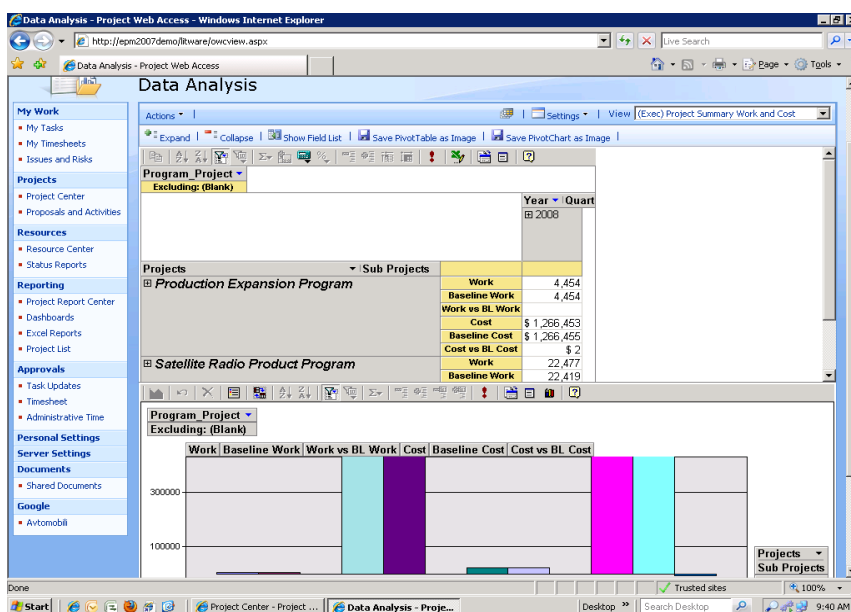 Data Analysis - Project Web Access - Windows Internet Explorer
http://epm2007demo/litware/owcview.aspx
Live Search
Data Analysis - Project Web Access
Page
Tools
Data Analysis
My Work
My Tasks
My Timesheets
Issues and Risks
Projects
Project Center
Proposals and Activities
Resources
Resource Center
Status Reports
Reporting
Project Report Center
Dashboards
Excel Reports
Project List
Approvals
Task Updates
Timesheet
Administrative Time
Personal Settings
Server Settings
Documents
Shared Documents
Google
Avtomobili
Actions | | Settings | View (Exec) Project Summary Work and Cost
Expand | Collapse | Show Field List | Save PivotTable as Image | Save PivotChart as Image |
Program_Project
Excluding: (Blank)
Year Quart
2008
Projects Sub Projects
Production Expansion Program Work 4,454
Baseline Work 4,454
Work vs BL Work
Cost $ 1,266,453
Baseline Cost $ 1,266,455
Cost vs BL Cost $ 2
Satellite Radio Product Program Work 22,477
Baseline Work 22,419
Program_Project
Excluding: (Blank)
Work Baseline Work Work vs BL Work Cost Baseline Cost Cost vs BL Cost
300000
100000
Projects
Sub Projects
Done Trusted sites 100%
Start Project Center - Project ... Data Analysis - Proje... Desktop » Search Desktop 9:40 AM